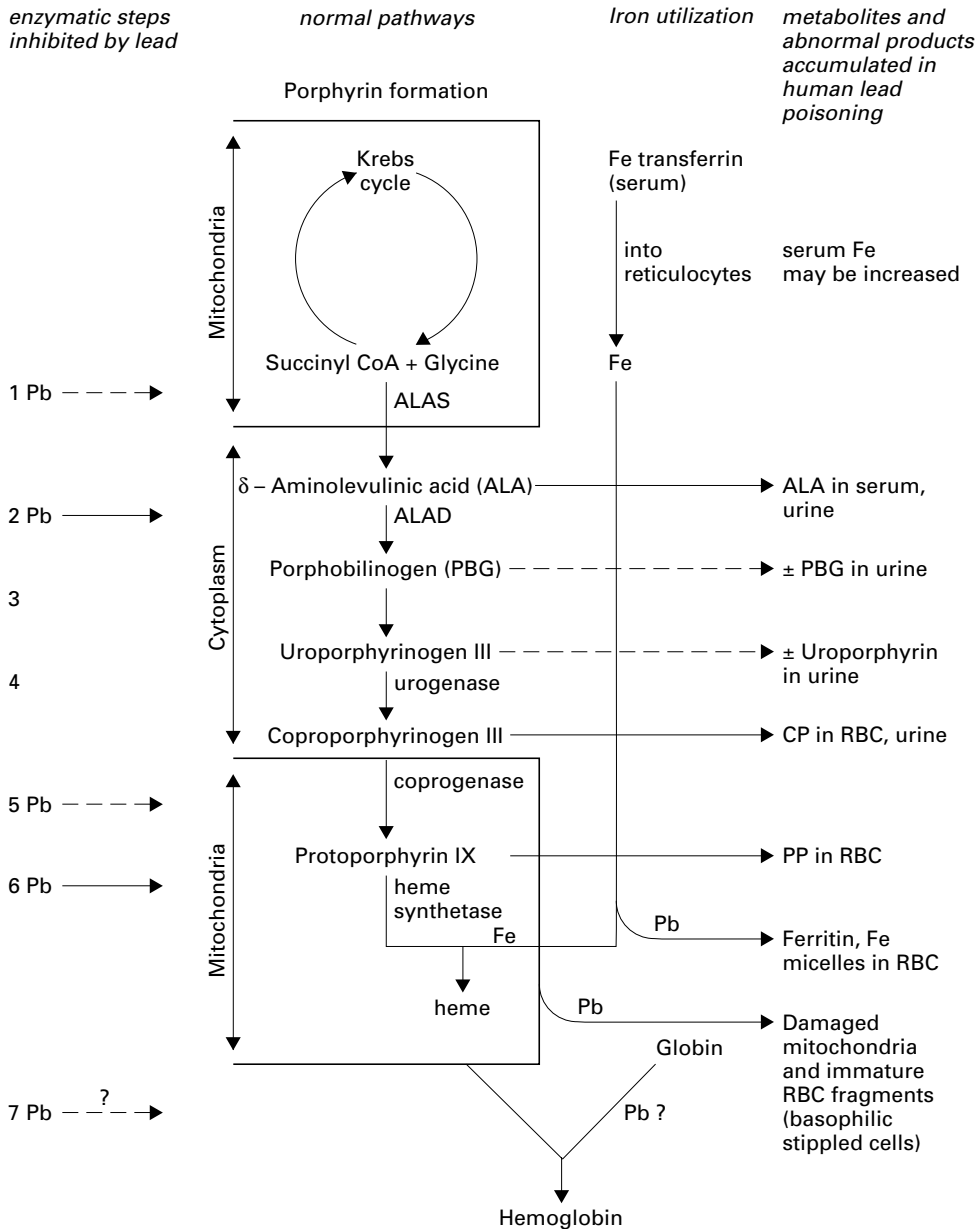 enzymatic steps
inhibited by lead
normal pathways
Iron utilization
metabolites and
abnormal products
accumulated in
human lead
poisoning
Porphyrin formation
Mitochondria
Krebs
cycle
Fe transferrin
(serum)
into
reticulocytes
serum Fe
may be increased
Succinyl CoA + Glycine
Fe
1 Pb
ALAS
Cytoplasm
δ – Aminolevulinic acid (ALA)
ALA in serum,
urine
2 Pb
ALAD
Porphobilinogen (PBG)
± PBG in urine
3
Uroporphyrinogen III
± Uroporphyrin
in urine
4
urogenase
Coproporphyrinogen III
CP in RBC, urine
Mitochondria
coprogenase
5 Pb
Protoporphyrin IX
PP in RBC
6 Pb
heme
synthetase
Fe
Pb
Ferritin, Fe
micelles in RBC
heme
Pb
Damaged
mitochondria
and immature
RBC fragments
(basophilic
stippled cells)
Globin
7 Pb ?
Pb ?
Hemoglobin